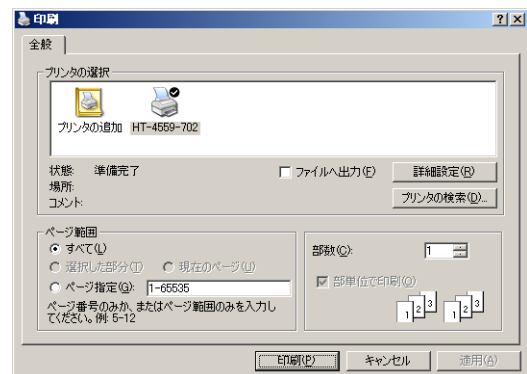 印刷
全般
プリンタの選択
プリンタの追加 HT-4559-702
状態: 準備完了
場所:
コメント:
ファイルへ出力(F)
詳細設定(R)
プリンタの検索(D)...
ページ範囲
すべて(L)
選択した部分(T) 現在のページ(U)
ページ指定(G): 1-65535
ページ番号のみか、またはページ範囲のみを入力し
てください。例: 5-12
部数(C): 1
部単位で印刷(O)
1 2 3 1 2 3
印刷(P) キャンセル 適用(A)